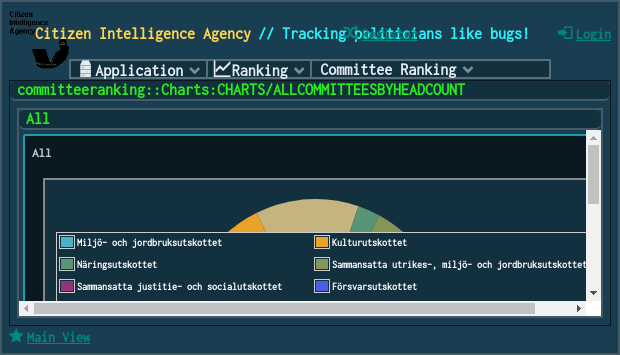 Citizen
Intelligence
Agency
Citizen Intelligence Agency // Tracking politicians like bugs!
Register
Login
Application
Ranking
Committee Ranking
committeeranking::Charts:CHARTS/ALLCOMMITTEESBYHEADCOUNT
All
All
Miljö- och jordbruksutskottet
Kulturutskottet
Näringsutskottet
Sammansatta utrikes-, miljö- och jordbruksutskottet
Sammansatta justitie- och socialutskottet
Försvarsutskottet
Main View